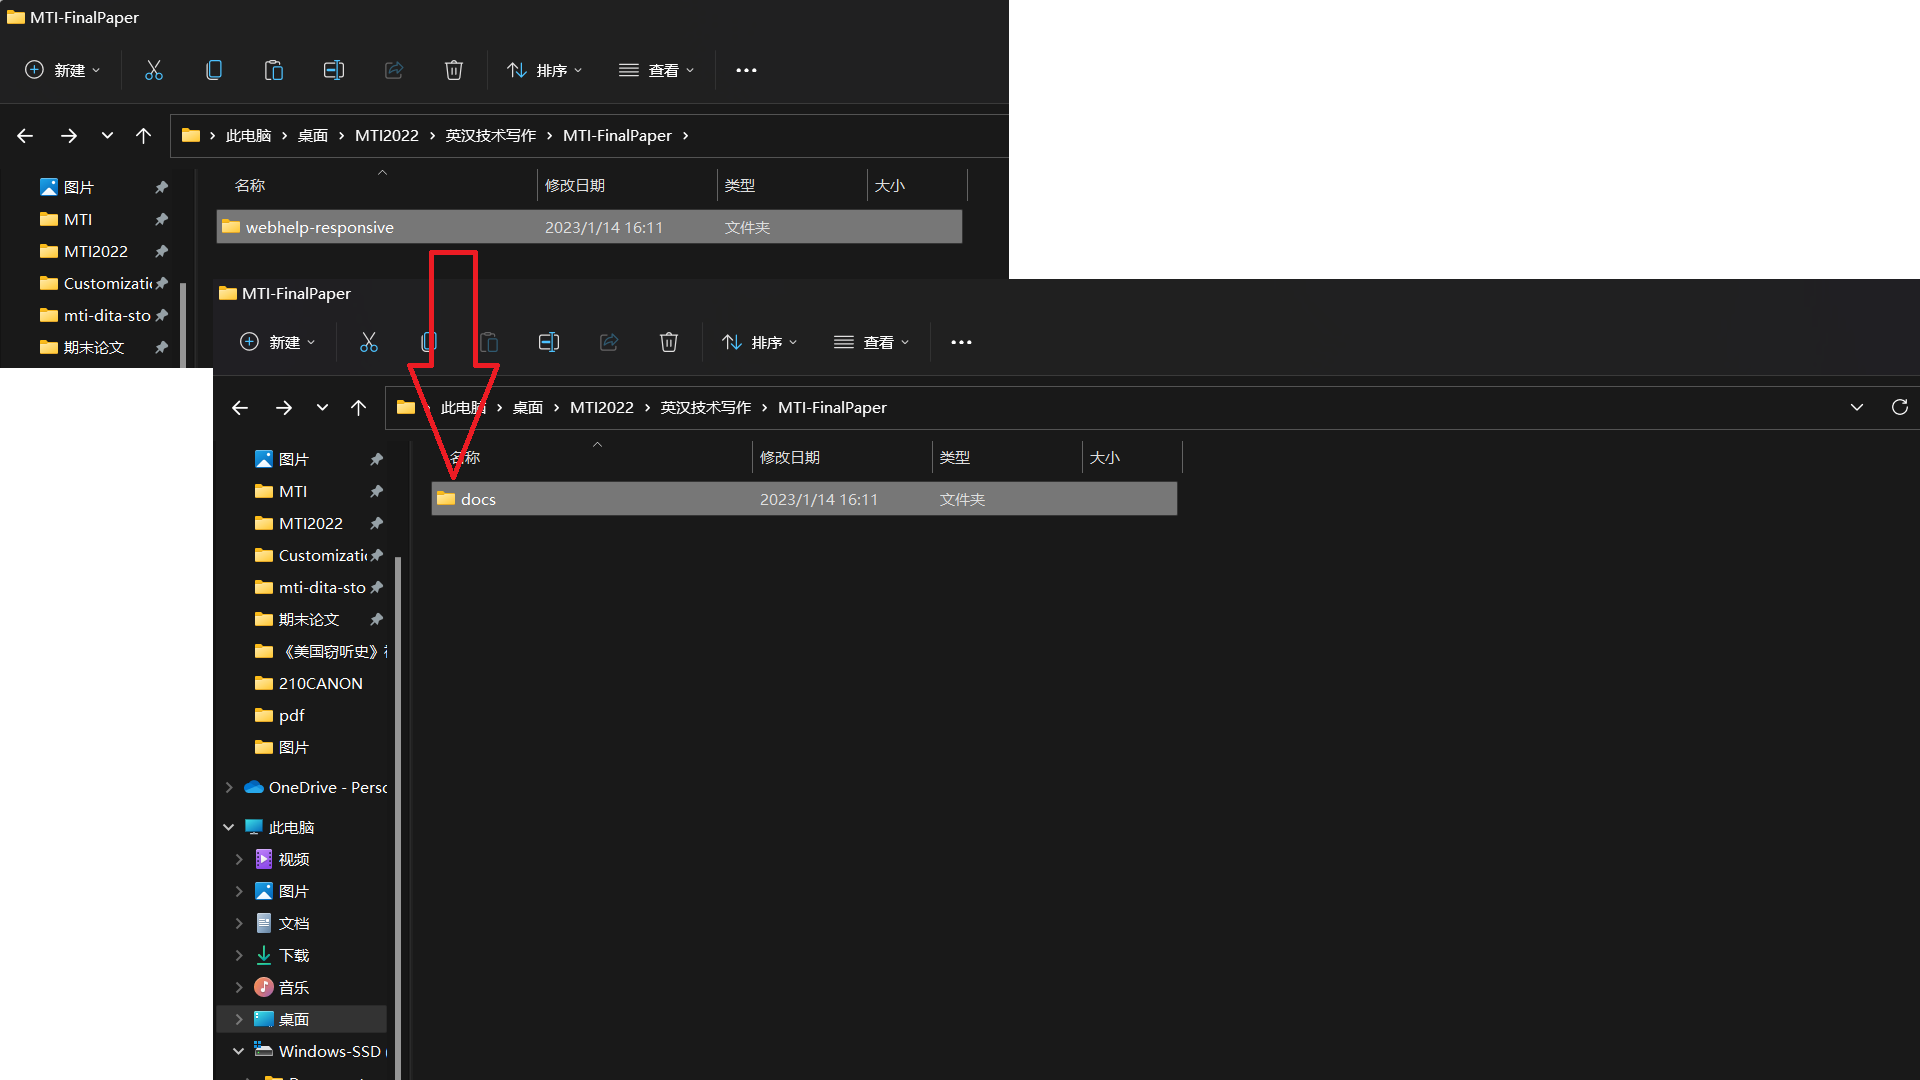 MTI-FinalPaper
新建
排序
查看
此电脑 › 桌面 › MTI2022 › 英汉技术写作 › MTI-FinalPaper ›
名称 修改日期 类型 大小
图片
MTI
MTI2022
Customizatio
mti-dita-sto
期末论文
webhelp-responsive 2023/1/14 16:11 文件夹
MTI-FinalPaper
新建
排序
查看
此电脑 › 桌面 › MTI2022 › 英汉技术写作 › MTI-FinalPaper
名称 修改日期 类型 大小
docs 2023/1/14 16:11 文件夹
图片
MTI
MTI2022
Customizatio
mti-dita-sto
期末论文
《美国窃听史》
210CANON
pdf
图片
OneDrive - Perso
此电脑
视频
图片
文档
下载
音乐
桌面
Windows-SSD (